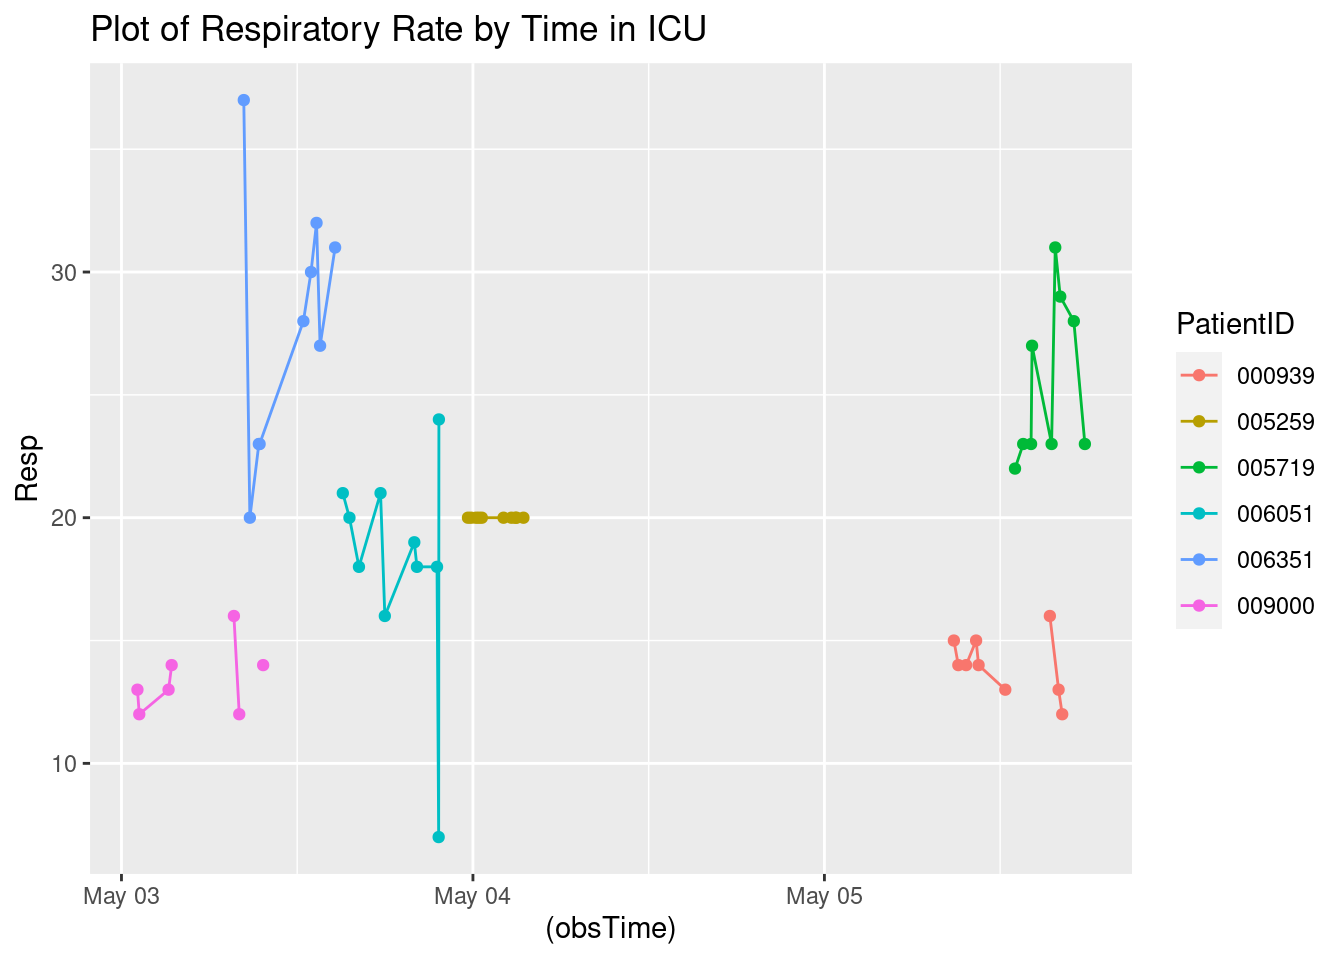 Plot of Respiratory Rate by Time in ICU
Resp
30
20
10
May 03
May 04
May 05
(obsTime)
PatientID
000939
005259
005719
006051
006351
009000